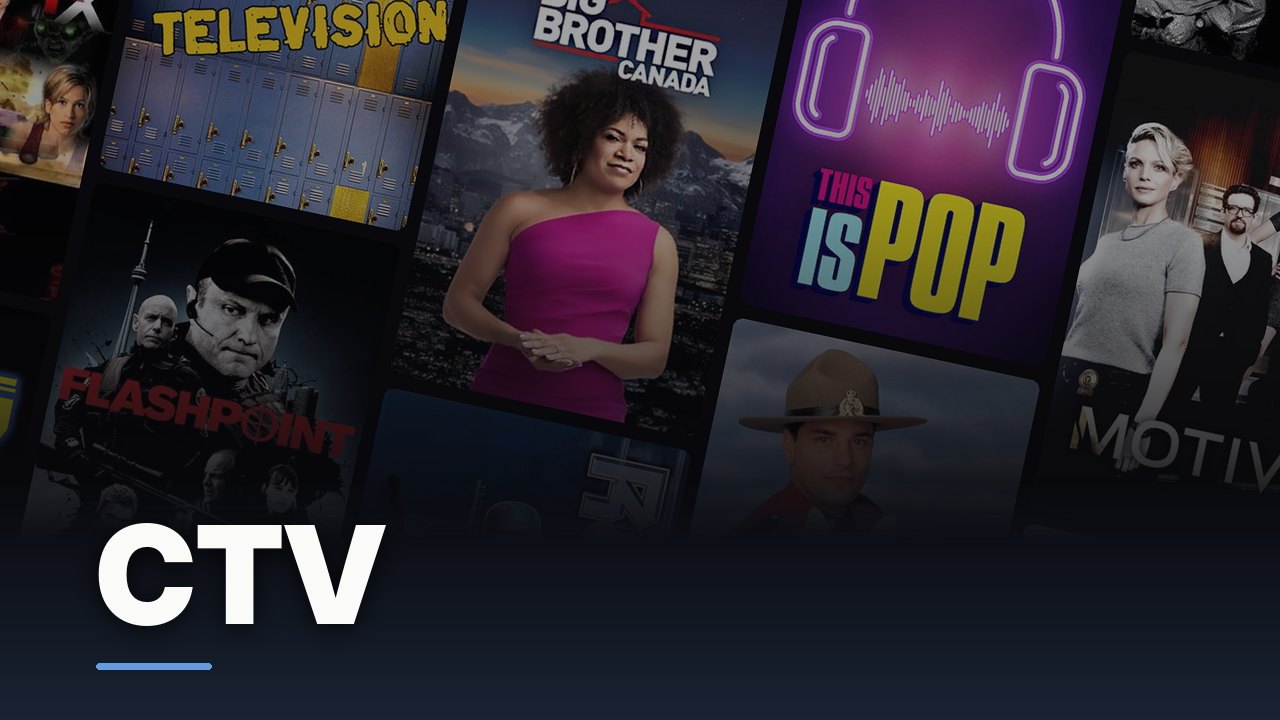 TELEVISION
BIG
BROTHER
CANADA
THIS
IS POP
FLASHPOINT
MOTIV
CTV